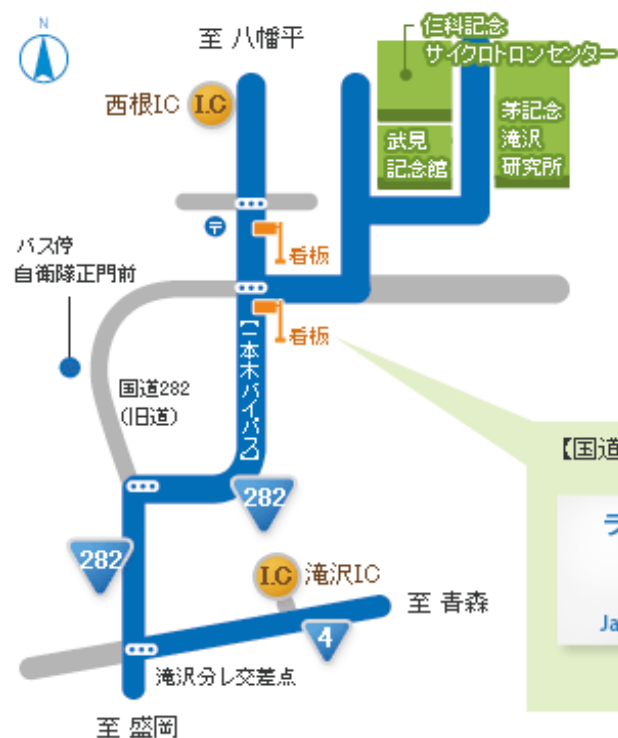 N
至 八幡平
仁科記念
サイクロトロンセンター
西根IC
I.C
武見
記念館
茅記念
滝沢
研究所
〒
看板
バス停
自衛隊正門前
看板
【一本木バイパス】
国道282
(旧道)
【国道
282
282
ラ
I.C
滝沢IC
至 青森
4
Ja
滝沢分レ交差点
至 盛岡